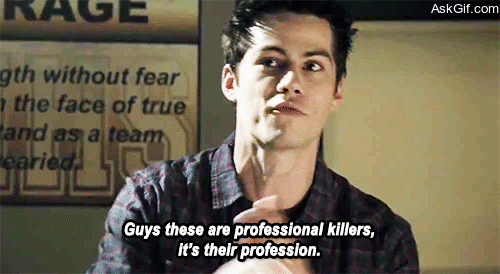 AskGif.com
RAGE
gth without fear
the face of true
and as a team
earied.
Guys these are professional killers,
it's their profession.